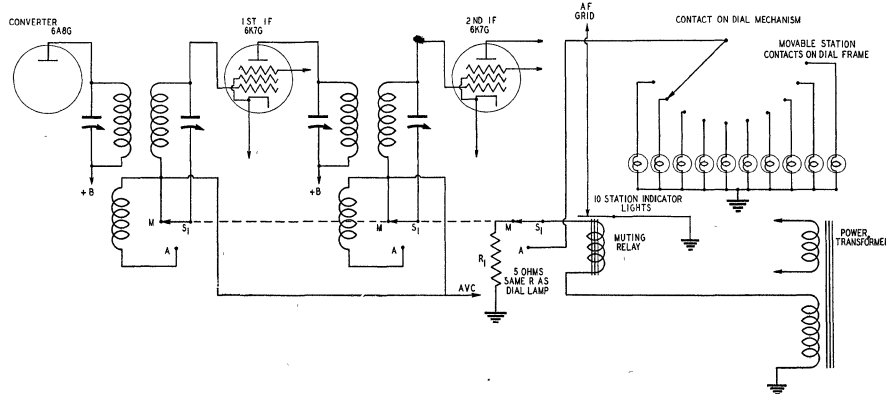 CONVERTER
6A8G
1ST IF
6K7G
2ND IF
6K7G
AF
GRID
CONTACT ON DIAL MECHANISM
MOVABLE STATION
CONTACTS ON DIAL FRAME
+B
+B
M
S1
A
M
S1
A
M
S1
A
R1
5 OHMS
SAME R AS
DIAL LAMP
AVC
10 STATION INDICATOR
LIGHTS
MUTING
RELAY
POWER
TRANSFORMER